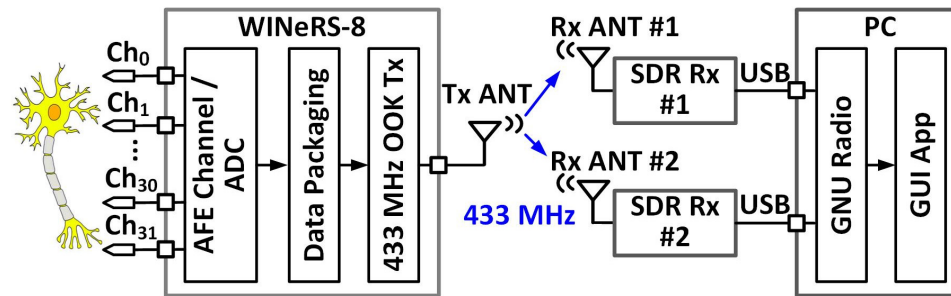 WINeRS-8
Ch0
Ch1
...
Ch30
Ch31
AFE Channel /
ADC
Data Packaging
433 MHz OOK Tx
Tx ANT
Rx ANT #1
SDR Rx
#1
USB
Rx ANT #2
433 MHz
SDR Rx
#2
USB
PC
GNU Radio
GUI App